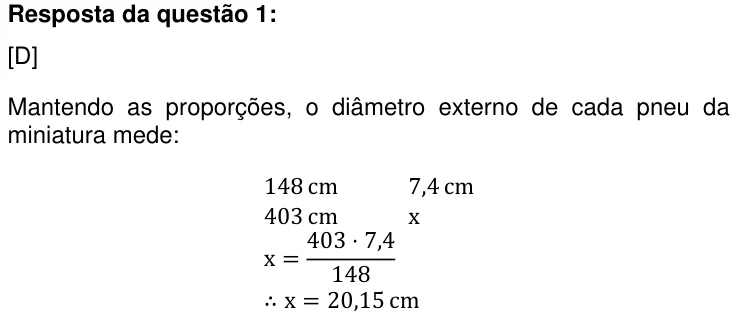 Resposta da questão 1:
[D]
Mantendo as proporções, o diâmetro externo de cada pneu da
miniatura mede:
148 cm 7,4 cm
403 cm x
x = \frac{403 · 7,4}{148}
∴ x = 20,15 cm